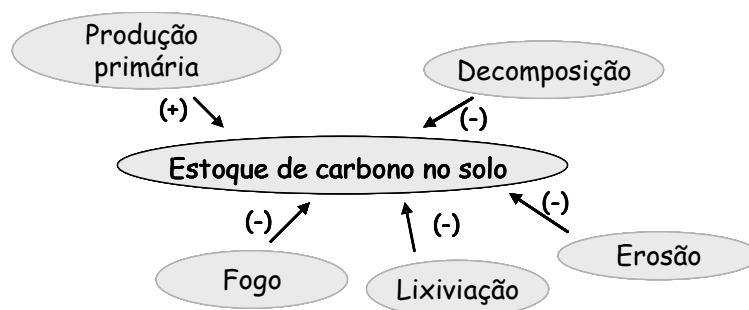 Produção
primária
Decomposição
(+)
(-)
Estoque de carbono no solo
(-)
(-)
(-)
Fogo
Lixiviação
Erosão